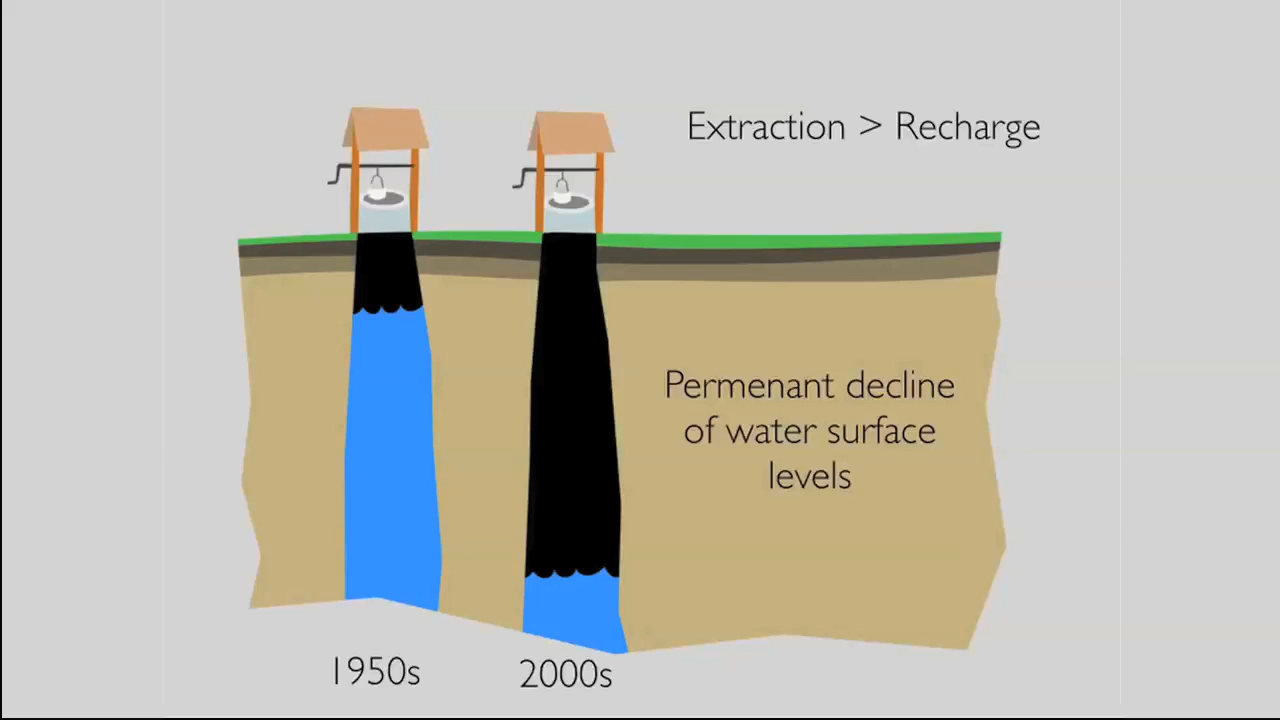 Extraction > Recharge
Permenant decline
of water surface
levels
1950s
2000s